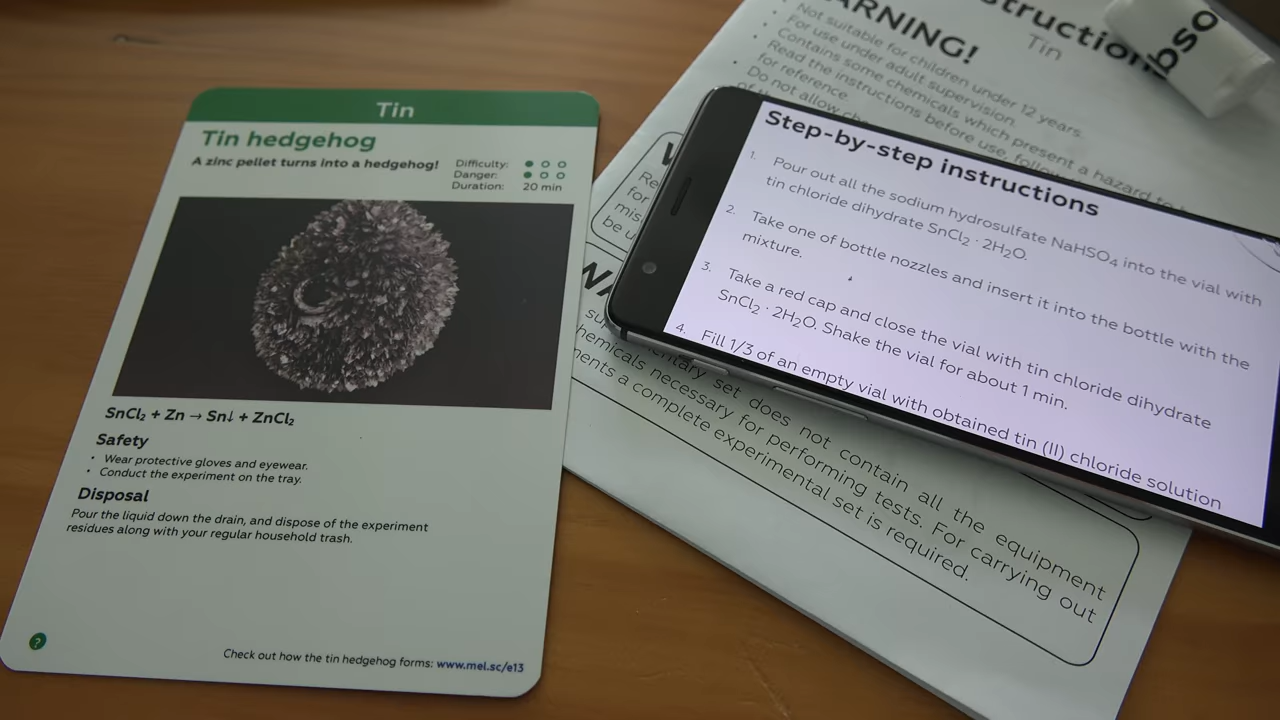 Tin
Tin hedgehog
A zinc pellet turns into a hedgehog!
Difficulty:
Danger:
Duration: 20 min
SnCl₂ + Zn → Sn↓ + ZnCl₂
Safety
• Wear protective gloves and eyewear.
• Conduct the experiment on the tray.
Disposal
Pour the liquid down the drain, and dispose of the experiment
residues along with your regular household trash.
?
Check out how the tin hedgehog forms: www.mel.sc/e13
Tin
• Not suitable for children under 12 years.
• For use under adult supervision.
• Contains some chemicals which present a hazard to
• Read the instructions before use, follow
for reference.
• Do not allow
Step-by-step instructions
1. Pour out all the sodium hydrosulfate NaHSO₄ into the vial with
tin chloride dihydrate SnCl₂ · 2H₂O.
2. Take one of bottle nozzles and insert it into the bottle with the
mixture.
3. Take a red cap and close the vial with tin chloride dihydrate
SnCl₂ · 2H₂O. Shake the vial for about 1 min.
4. Fill 1/3 of an empty vial with obtained tin (II) chloride solution
set does not contain all the equipment
necessary for performing tests. For carrying out
a complete experimental set is required.